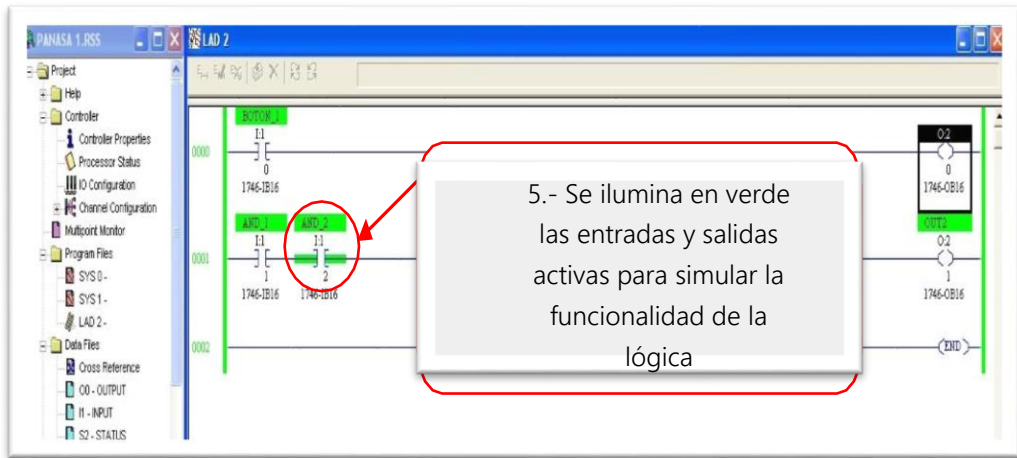 PANASA 1.RSS
LAD 2
Project
Help
Controller
Controller Properties
Processor Status
IO Configuration
Channel Configuration
Multipoint Monitor
Program Files
SYS 0 -
SYS 1 -
LAD 2 -
Data Files
Cross Reference
O0 - OUTPUT
I1 - INPUT
S2 - STATUS
BOTON_1
I:1
0000
0
1746-IB16
O:2
0
1746-OB16
AND_1
AND_2
OUT2
I:1
I:1
O:2
0001
1
2
1
1746-IB16
1746-IB16
1746-OB16
0002
END
5.- Se ilumina en verde
las entradas y salidas
activas para simular la
funcionalidad de la
lógica